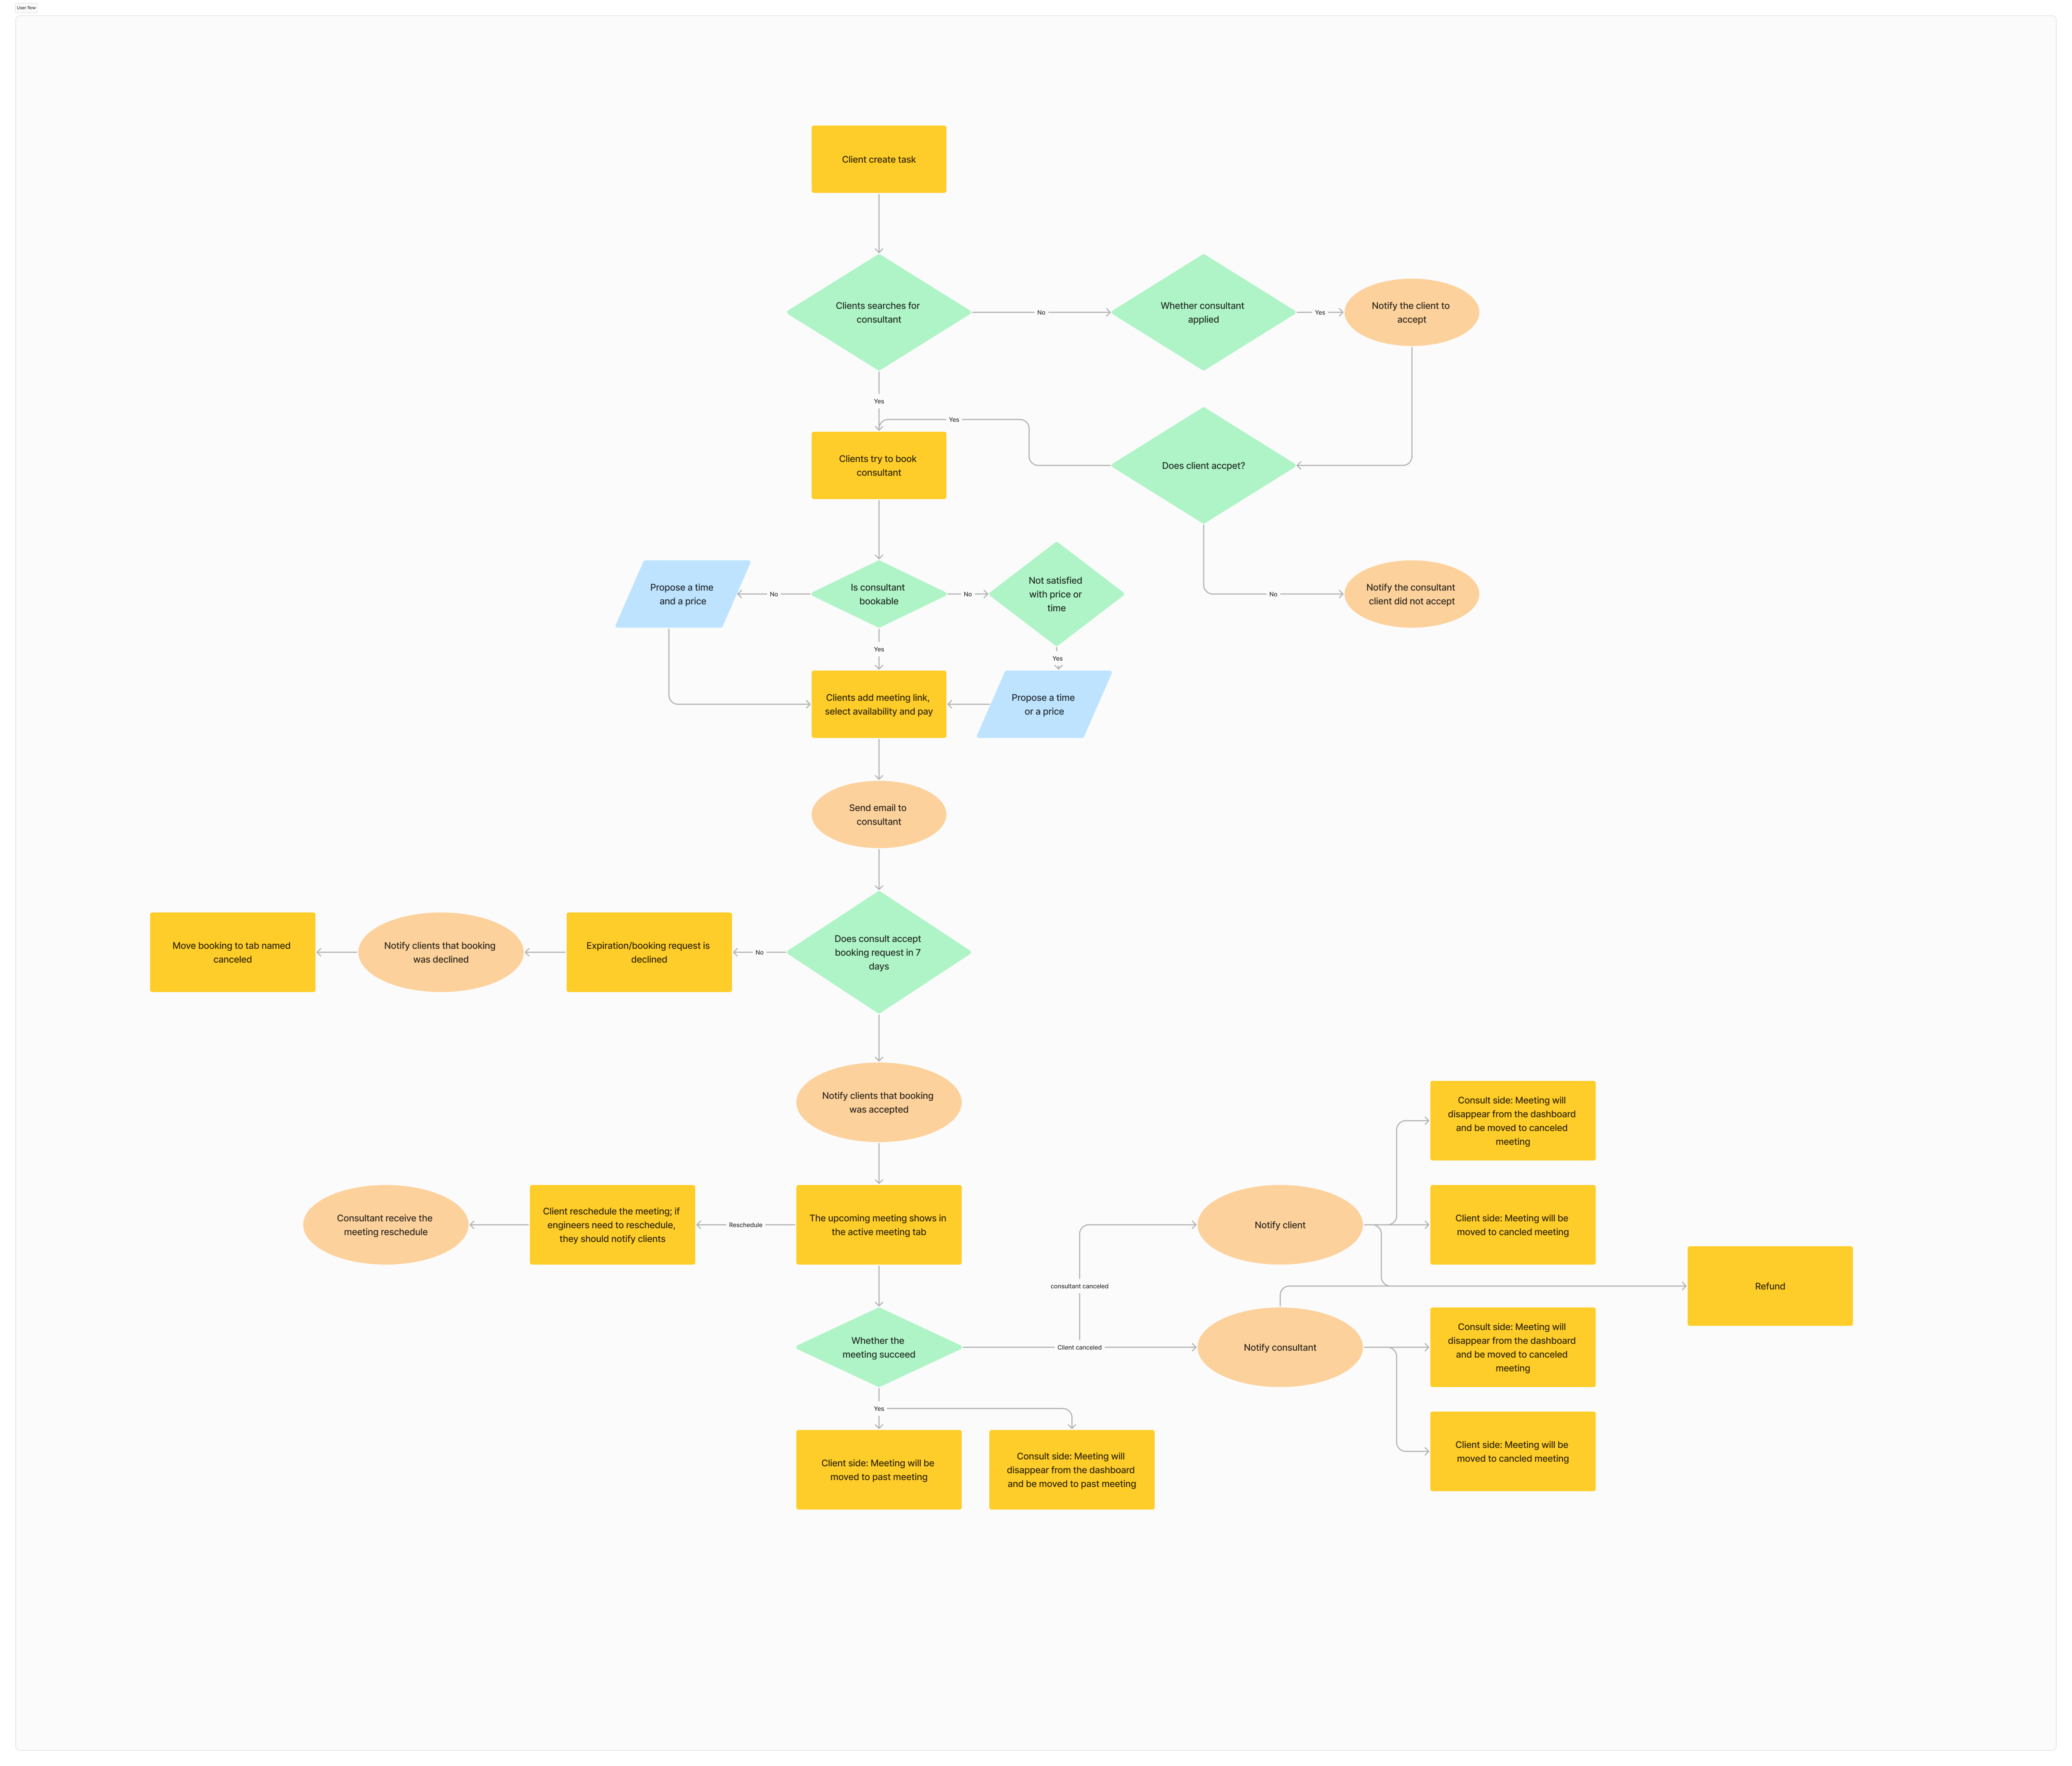 User flow
Client create task
Clients searches for
consultant
No
Whether consultant
applied
Yes
Notify the client to
accept
Yes
Yes
Clients try to book
consultant
Does client accpet?
Propose a time
and a price
No
Is consultant
bookable
No
Not satisfied
with price or
time
No
Notify the consultant
client did not accept
Yes
Yes
Clients add meeting link,
select availability and pay
Propose a time
or a price
Send email to
consultant
Move booking to tab named
canceled
Notify clients that booking
was declined
Expiration/booking request is
declined
No
Does consult accept
booking request in 7
days
Notify clients that booking
was accepted
Consult side: Meeting will
disappear from the dashboard
and be moved to canceled
meeting
Consultant receive the
meeting reschedule
Client reschedule the meeting; if
engineers need to reschedule,
they should notify clients
Reschedule
The upcoming meeting shows in
the active meeting tab
Notify client
Client side: Meeting will be
moved to cancled meeting
consultant canceled
Refund
Whether the
meeting succeed
Client canceled
Notify consultant
Consult side: Meeting will
disappear from the dashboard
and be moved to canceled
meeting
Yes
Client side: Meeting will be
moved to past meeting
Consult side: Meeting will
disappear from the dashboard
and be moved to past meeting
Client side: Meeting will be
moved to cancled meeting